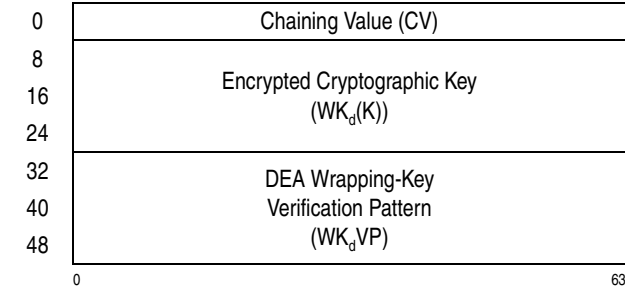 0 Chaining Value (CV)
8
Encrypted Cryptographic Key
16
(WKd(K))
24
32
DEA Wrapping-Key
40 Verification Pattern
48 (WKdVP)
0 63